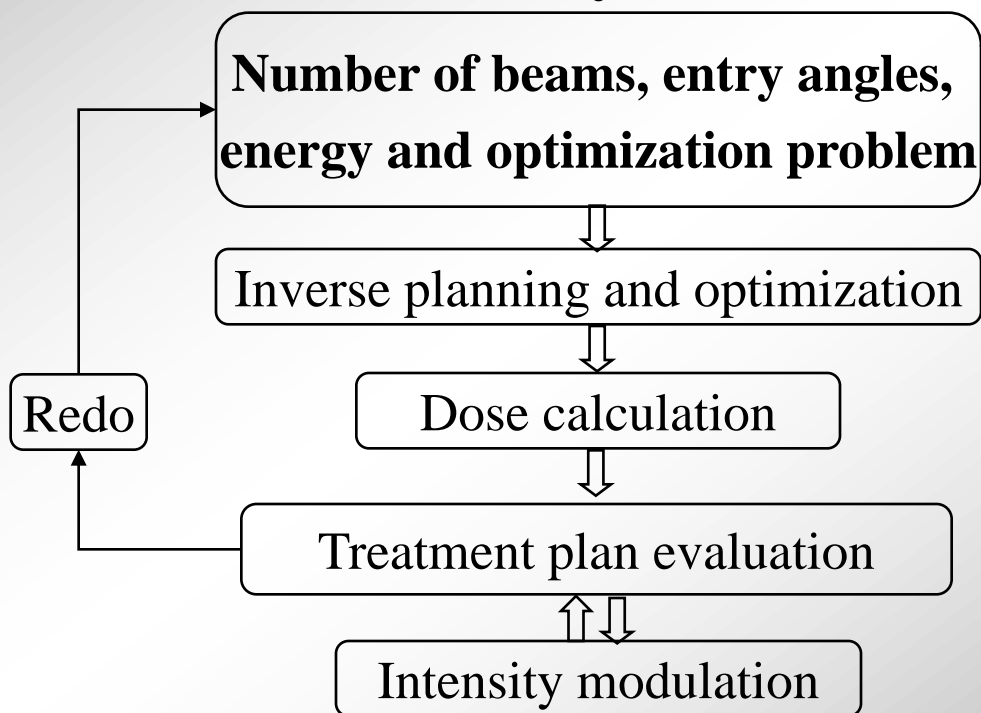 Number of beams, entry angles,
energy and optimization problem
Inverse planning and optimization
Dose calculation
Redo
Treatment plan evaluation
Intensity modulation